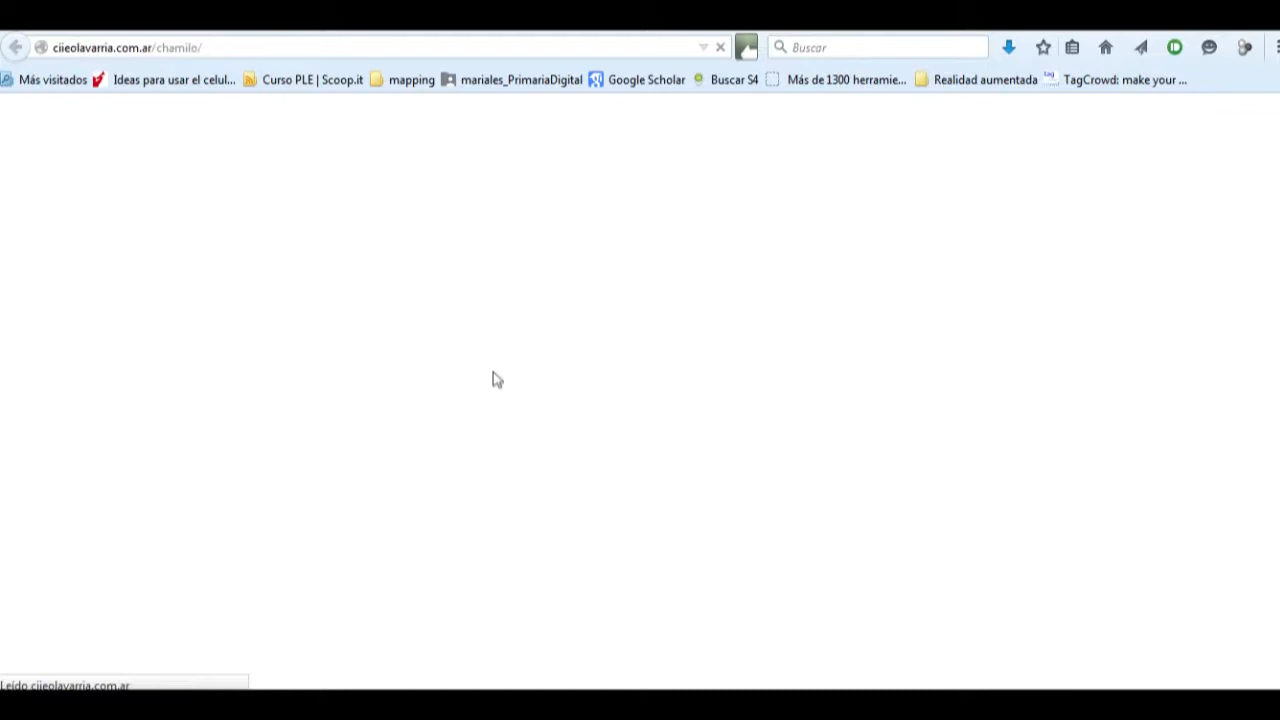 ciieolavarria.com.ar/chamilo/
Buscar
Más visitados Ideas para usar el celul... Curso PLE | Scoop.it mapping mariales_PrimariaDigital Google Scholar Buscar S4 Más de 1300 herramie... Realidad aumentada TagCrowd: make your ...
Leído ciieolavarria.com.ar